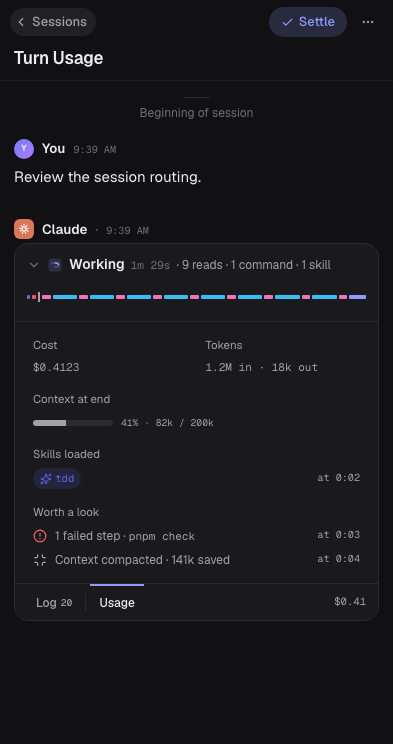 Sessions
Settle
Turn Usage
Beginning of session
Y You 9:39 AM
Review the session routing.
Claude · 9:39 AM
Working 1m 29s · 9 reads · 1 command · 1 skill
Cost
Tokens
$0.4123
1.2M in · 18k out
Context at end
41% · 82k / 200k
Skills loaded
tdd at 0:02
Worth a look
1 failed step · pnpm check at 0:03
Context compacted · 141k saved at 0:04
Log 20 Usage $0.41